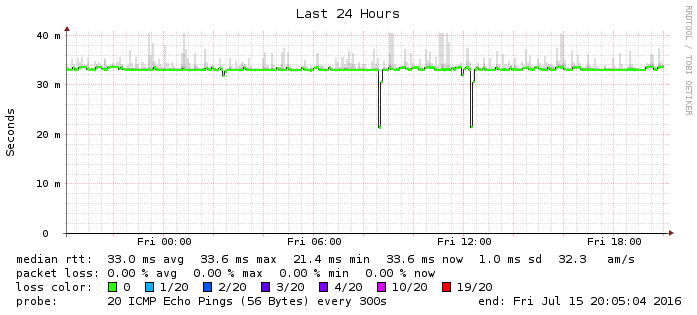 Last 24 Hours
RRDTOOL / TOBI OETIKER
Seconds
40 m
30 m
20 m
10 m
0
Fri 00:00 Fri 06:00 Fri 12:00 Fri 18:00
median rtt: 33.0 ms avg 33.6 ms max 21.4 ms min 33.6 ms now 1.0 ms sd 32.3 am/s
packet loss: 0.00 % avg 0.00 % max 0.00 % min 0.00 % now
loss color: 0 1/20 2/20 3/20 4/20 10/20 19/20
probe: 20 ICMP Echo Pings (56 Bytes) every 300s end: Fri Jul 15 20:05:04 2016